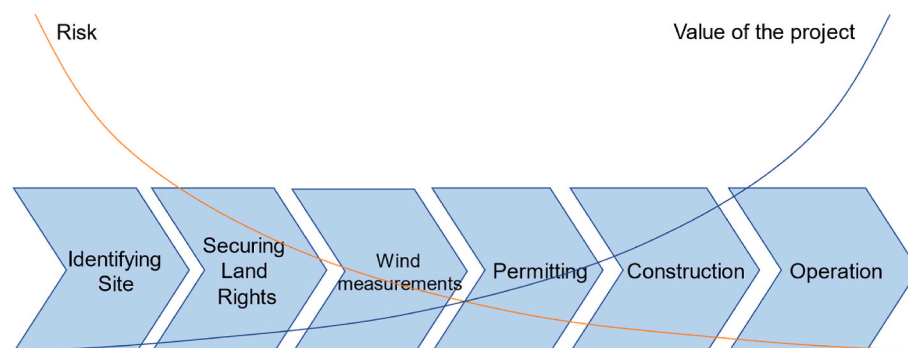 Risk
Value of the project
Identifying
Site
Securing
Land
Rights
Wind
measurements
Permitting
Construction
Operation